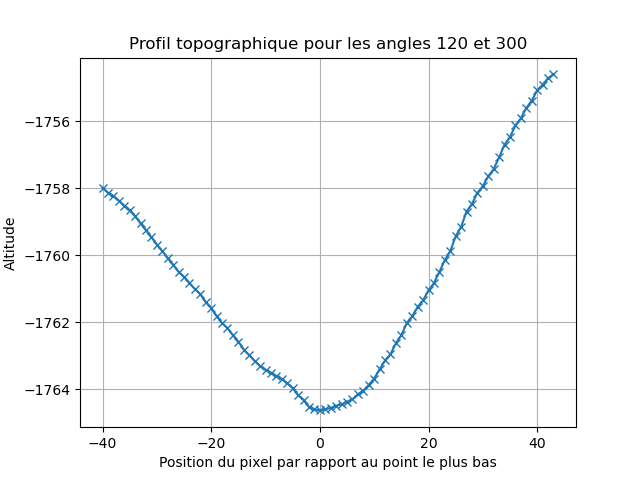 Profil topographique pour les angles 120 et 300
Altitude
−1756
−1758
−1760
−1762
−1764
−40 −20 0 20 40
Position du pixel par rapport au point le plus bas